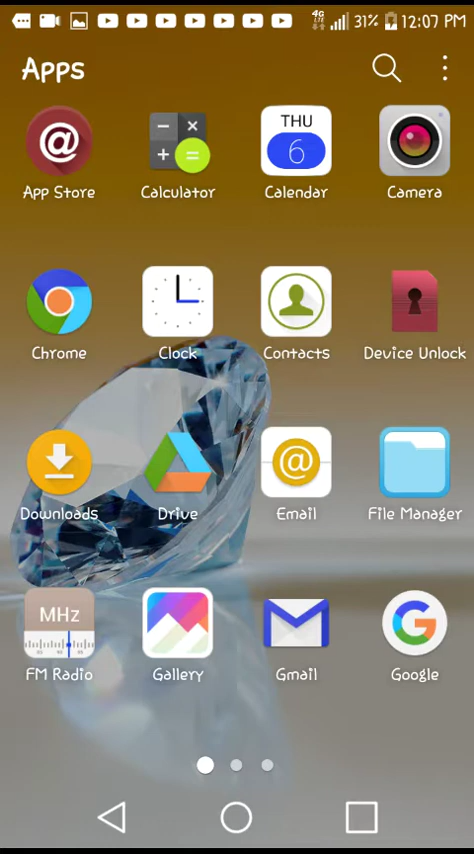 4G LTE 31% 12:07 PM
Apps
THU
6
App Store Calculator Calendar Camera
Chrome Clock Contacts Device Unlock
Downloads Drive Email File Manager
MHz
FM Radio Gallery Gmail Google